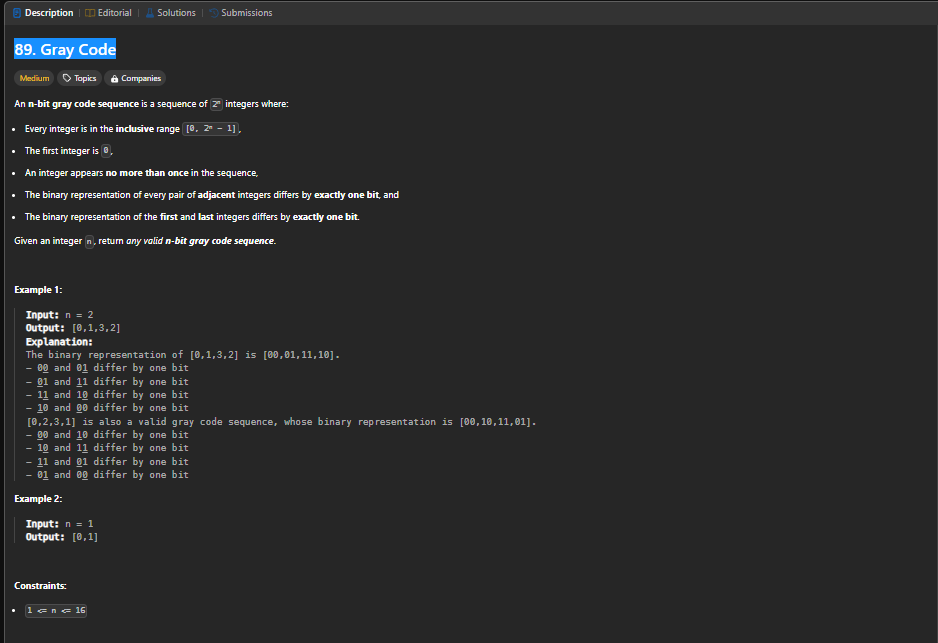 Description | Editorial | Solutions | Submissions
89. Gray Code
Medium Topics Companies
An n-bit gray code sequence is a sequence of 2ⁿ integers where:
• Every integer is in the inclusive range [0, 2ⁿ - 1],
• The first integer is 0,
• An integer appears no more than once in the sequence,
• The binary representation of every pair of adjacent integers differs by exactly one bit, and
• The binary representation of the first and last integers differs by exactly one bit.
Given an integer n, return any valid n-bit gray code sequence.
Example 1:
Input: n = 2
Output: [0,1,3,2]
Explanation:
The binary representation of [0,1,3,2] is [00,01,11,10].
- 00 and 01 differ by one bit
- 01 and 11 differ by one bit
- 11 and 10 differ by one bit
- 10 and 00 differ by one bit
[0,2,3,1] is also a valid gray code sequence, whose binary representation is [00,10,11,01].
- 00 and 10 differ by one bit
- 10 and 11 differ by one bit
- 11 and 01 differ by one bit
- 01 and 00 differ by one bit
Example 2:
Input: n = 1
Output: [0,1]
Constraints:
• 1 <= n <= 16